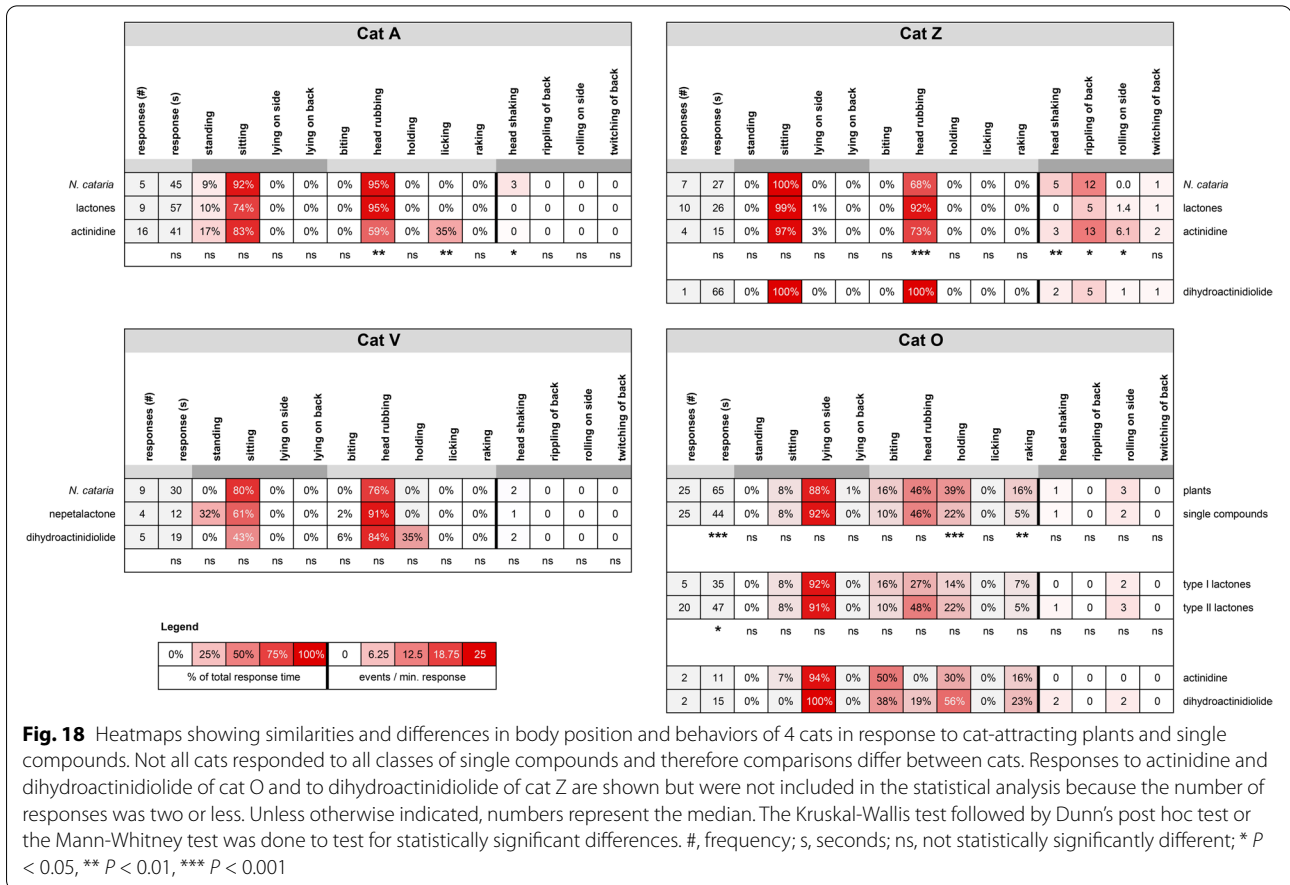 Cat A
responses (#) response (s) standing sitting lying on side lying on back biting head rubbing holding licking raking head shaking rippling of back rolling on side twitching of back
N. cataria 5 45 9% 92% 0% 0% 0% 95% 0% 0% 0% 3 0 0 0
lactones 9 57 10% 74% 0% 0% 0% 95% 0% 0% 0% 0 0 0 0
actinidine 16 41 17% 83% 0% 0% 0% 59% 0% 35% 0% 0 0 0 0
ns ns ns ns ns ns ** ns ** ns * ns ns ns
Cat Z
responses (#) response (s) standing sitting lying on side lying on back biting head rubbing holding licking raking head shaking rippling of back rolling on side twitching of back
7 27 0% 100% 0% 0% 0% 68% 0% 0% 0% 5 12 0.0 1 N. cataria
10 26 0% 99% 1% 0% 0% 92% 0% 0% 0% 0 5 1.4 1 lactones
4 15 0% 97% 3% 0% 0% 73% 0% 0% 0% 3 13 6.1 2 actinidine
ns ns ns ns ns ns *** ns ns ns ** * * ns
1 66 0% 100% 0% 0% 0% 100% 0% 0% 0% 2 5 1 1 dihydroactinidiolide
Cat V
responses (#) response (s) standing sitting lying on side lying on back biting head rubbing holding licking raking head shaking rippling of back rolling on side twitching of back
N. cataria 9 30 0% 80% 0% 0% 0% 76% 0% 0% 0% 2 0 0 0
nepetalactone 4 12 32% 61% 0% 0% 2% 91% 0% 0% 0% 1 0 0 0
dihydroactinidiolide 5 19 0% 43% 0% 0% 6% 84% 35% 0% 0% 2 0 0 0
ns ns ns ns ns ns ns ns ns ns ns ns ns ns
Legend
0% 25% 50% 75% 100% 0 6.25 12.5 18.75 25
% of total response time events / min. response
Cat O
responses (#) response (s) standing sitting lying on side lying on back biting head rubbing holding licking raking head shaking rippling of back rolling on side twitching of back
25 65 0% 8% 88% 1% 16% 46% 39% 0% 16% 1 0 3 0 plants
25 44 0% 8% 92% 0% 10% 46% 22% 0% 5% 1 0 2 0 single compounds
*** ns ns ns ns ns ns *** ns ** ns ns ns ns
5 35 0% 8% 92% 0% 16% 27% 14% 0% 7% 0 0 2 0 type I lactones
20 47 0% 8% 91% 0% 10% 48% 22% 0% 5% 1 0 3 0 type II lactones
* ns ns ns ns ns ns ns ns ns ns ns ns ns
2 11 0% 7% 94% 0% 50% 0% 30% 0% 16% 0 0 0 0 actinidine
2 15 0% 0% 100% 0% 38% 19% 56% 0% 23% 2 0 2 0 dihydroactinidiolide
Fig. 18 Heatmaps showing similarities and differences in body position and behaviors of 4 cats in response to cat-attracting plants and single
compounds. Not all cats responded to all classes of single compounds and therefore comparisons differ between cats. Responses to actinidine and
dihydroactinidiolide of cat O and to dihydroactinidiolide of cat Z are shown but were not included in the statistical analysis because the number of
responses was two or less. Unless otherwise indicated, numbers represent the median. The Kruskal-Wallis test followed by Dunn's post hoc test or
the Mann-Whitney test was done to test for statistically significant differences. #, frequency; s, seconds; ns, not statistically significantly different; * P
< 0.05, ** P < 0.01, *** P < 0.001